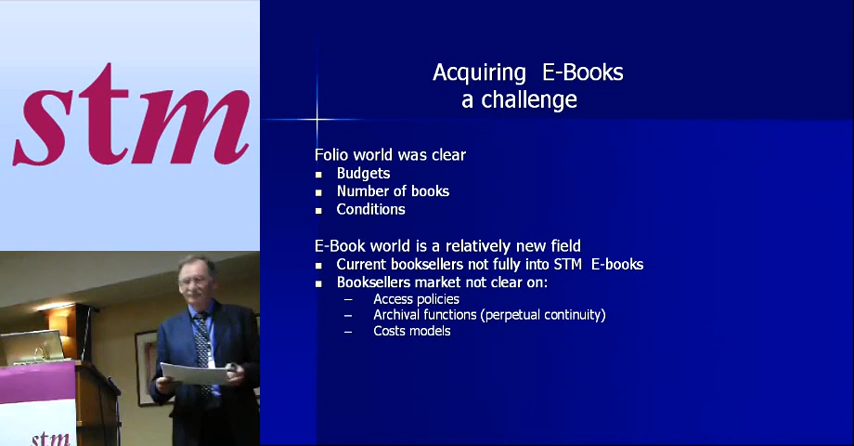 stm
Acquiring E-Books
a challenge
Folio world was clear
■ Budgets
■ Number of books
■ Conditions
E-Book world is a relatively new field
■ Current booksellers not fully into STM E-books
■ Booksellers market not clear on:
– Access policies
– Archival functions (perpetual continuity)
– Costs models
stm